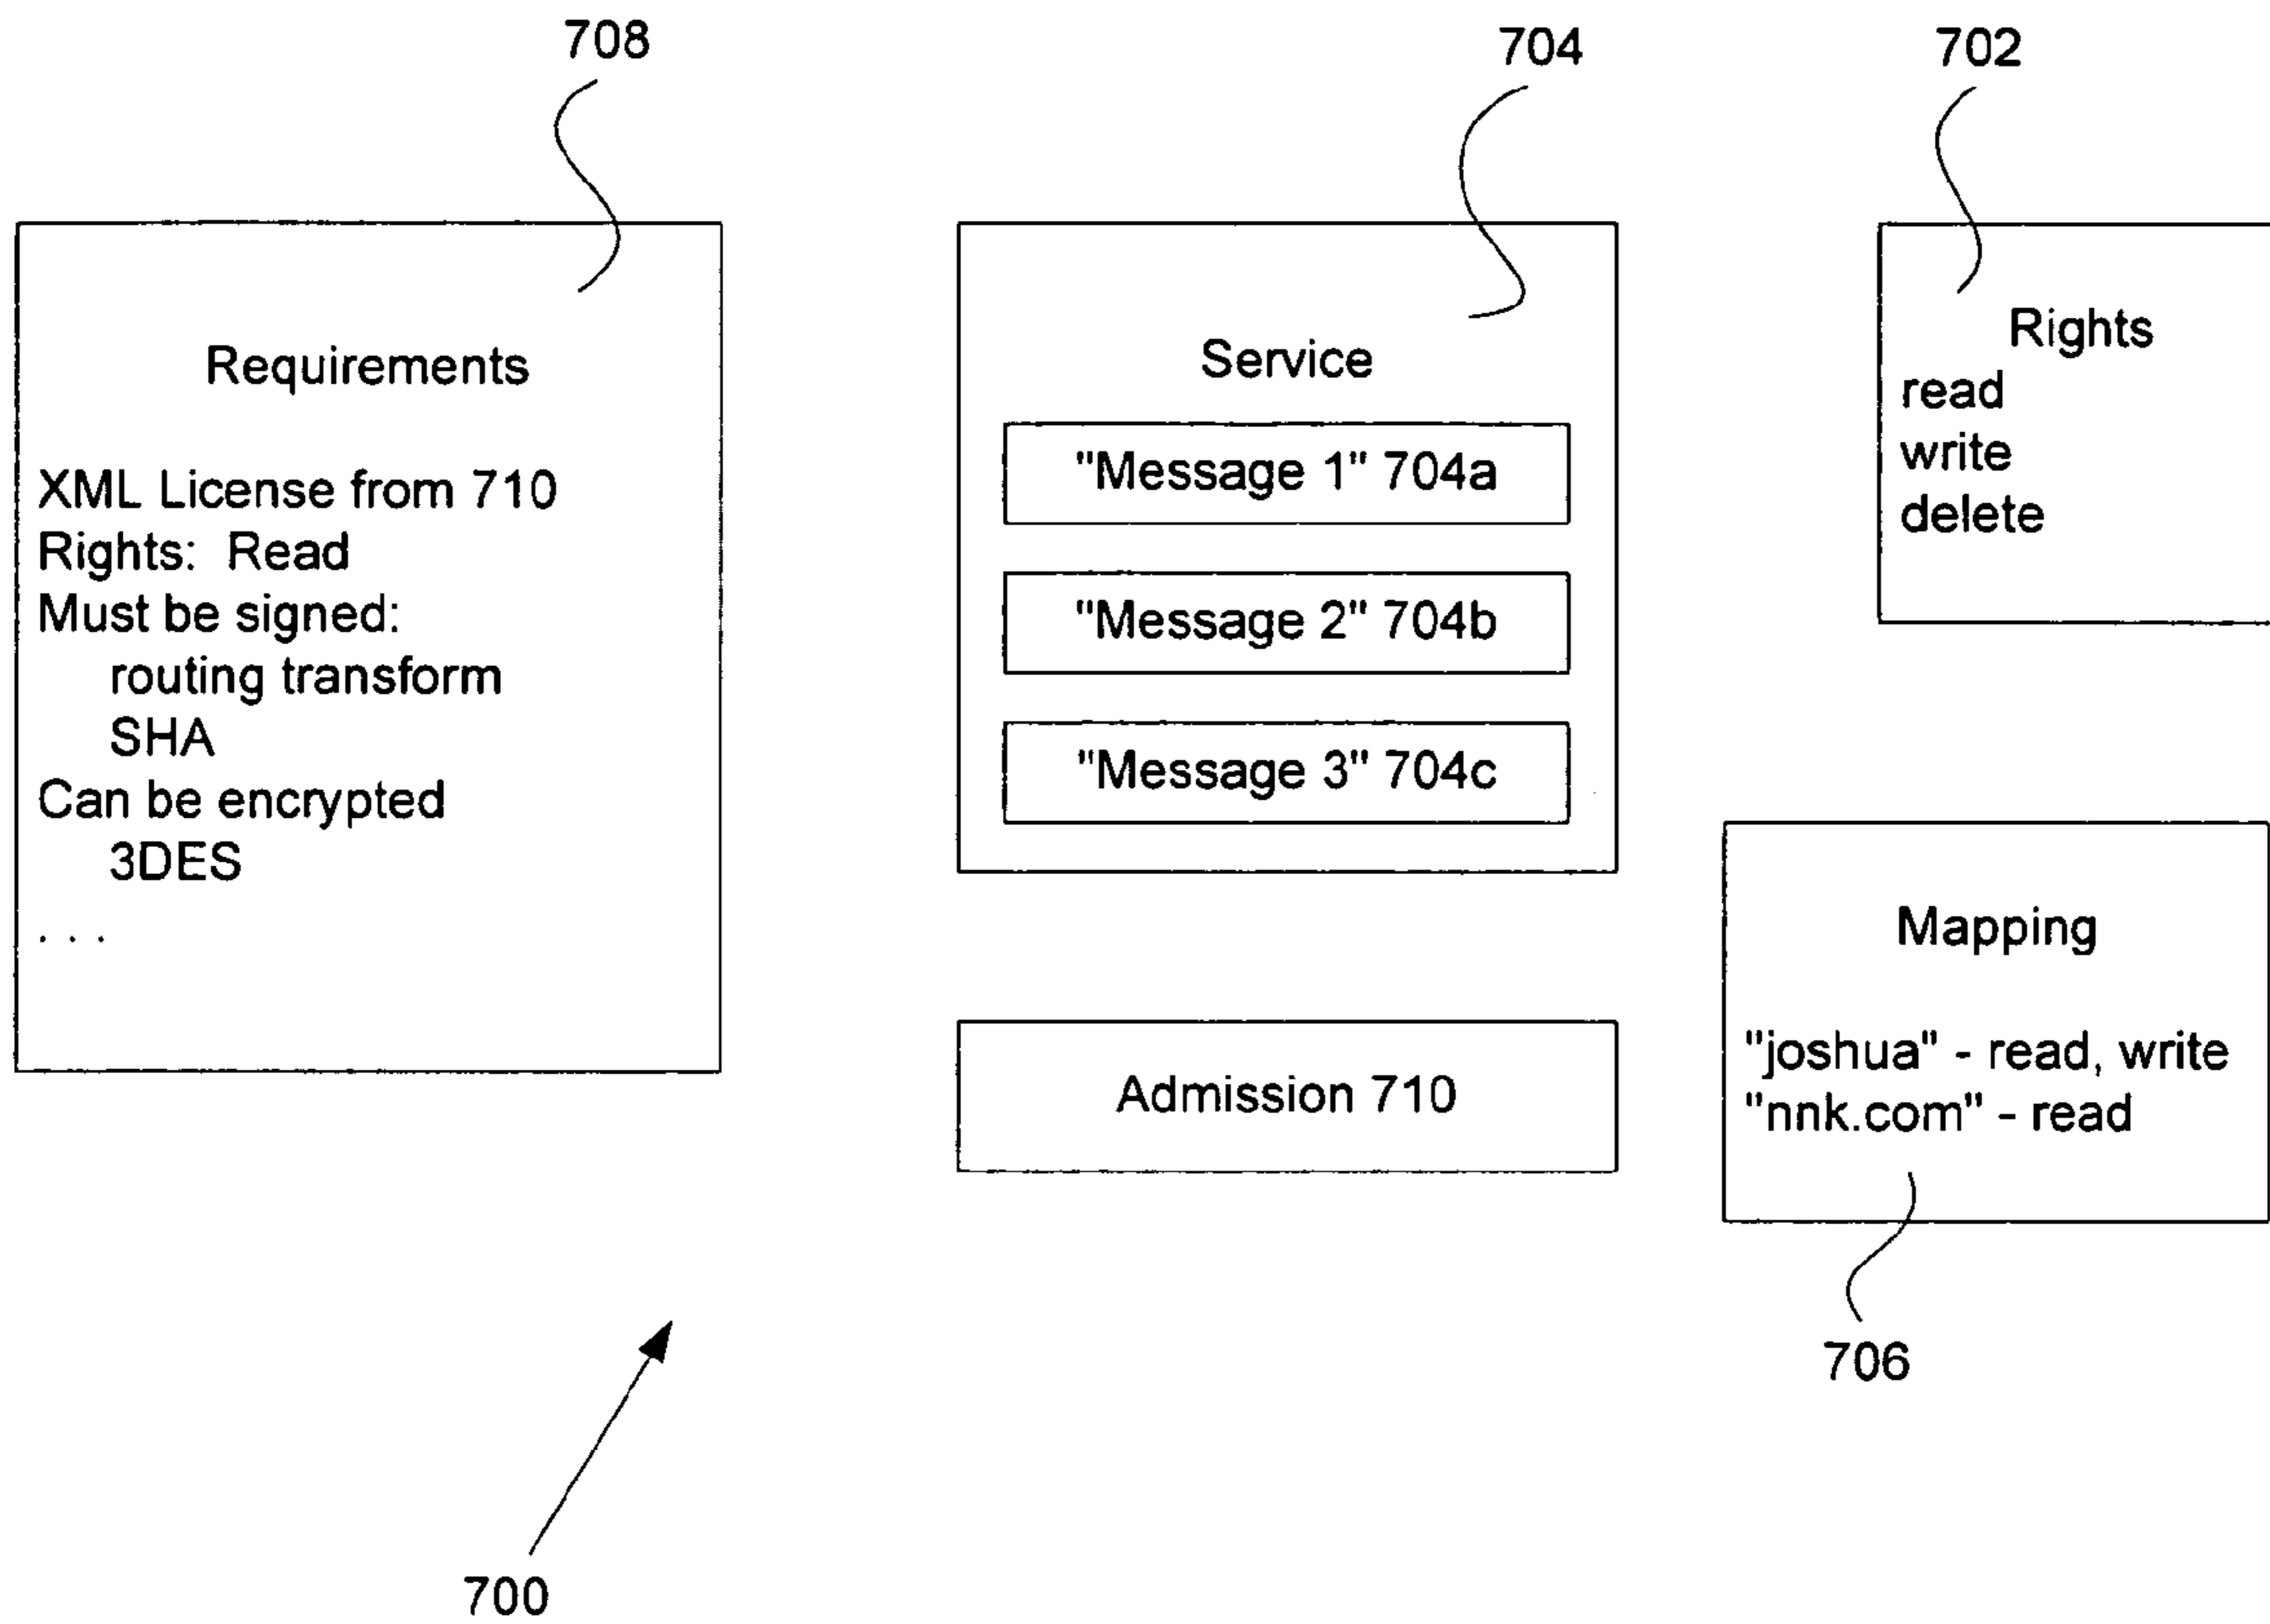 708
704
702
Requirements
XML License from 710
Rights: Read
Must be signed:
routing transform
SHA
Can be encrypted
3DES
. . .
Service
"Message 1" 704a
"Message 2" 704b
"Message 3" 704c
Admission 710
Rights
read
write
delete
Mapping
"joshua" - read, write
"nnk.com" - read
706
700